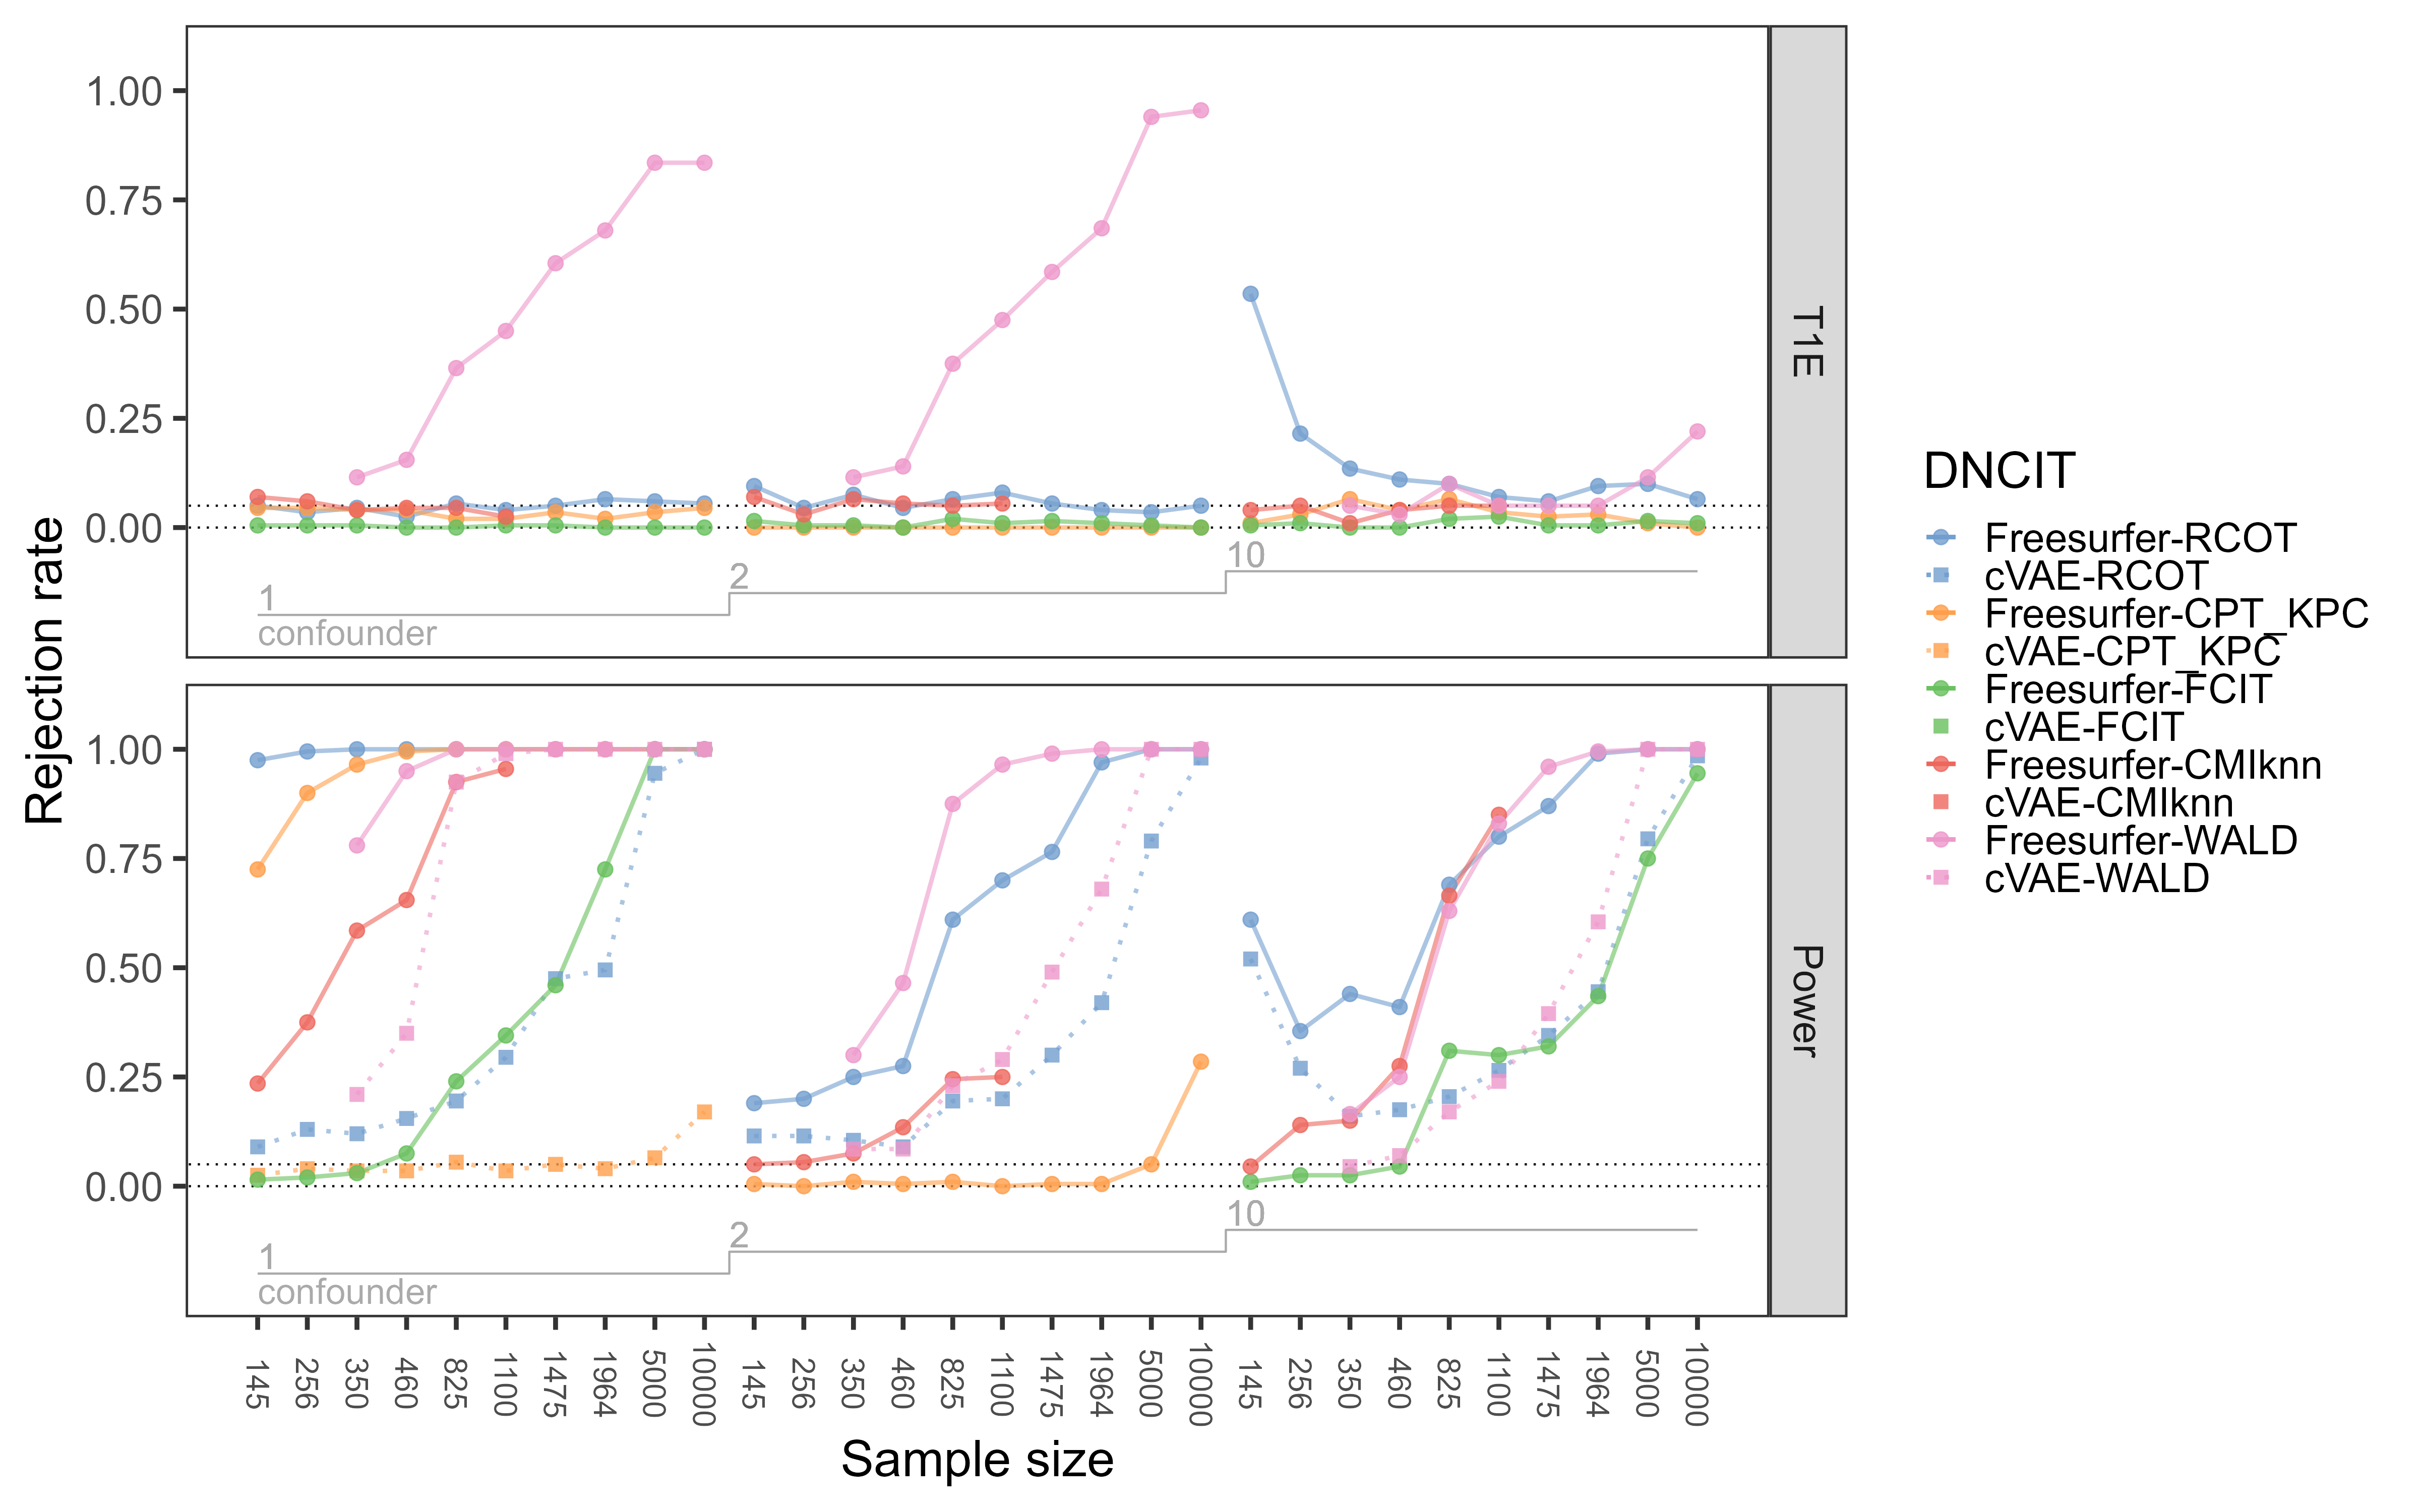 Rejection rate
1.00
0.75
0.50
0.25
0.00
1
confounder
2
10
T1E
1.00
0.75
0.50
0.25
0.00
1
confounder
2
10
Power
145 256 350 460 825 1100 1475 1964 5000 10000 145 256 350 460 825 1100 1475 1964 5000 10000 145 256 350 460 825 1100 1475 1964 5000 10000
Sample size
DNCIT
Freesurfer-RCOT
cVAE-RCOT
Freesurfer-CPT_KPC
cVAE-CPT_KPC
Freesurfer-FCIT
cVAE-FCIT
Freesurfer-CMIknn
cVAE-CMIknn
Freesurfer-WALD
cVAE-WALD